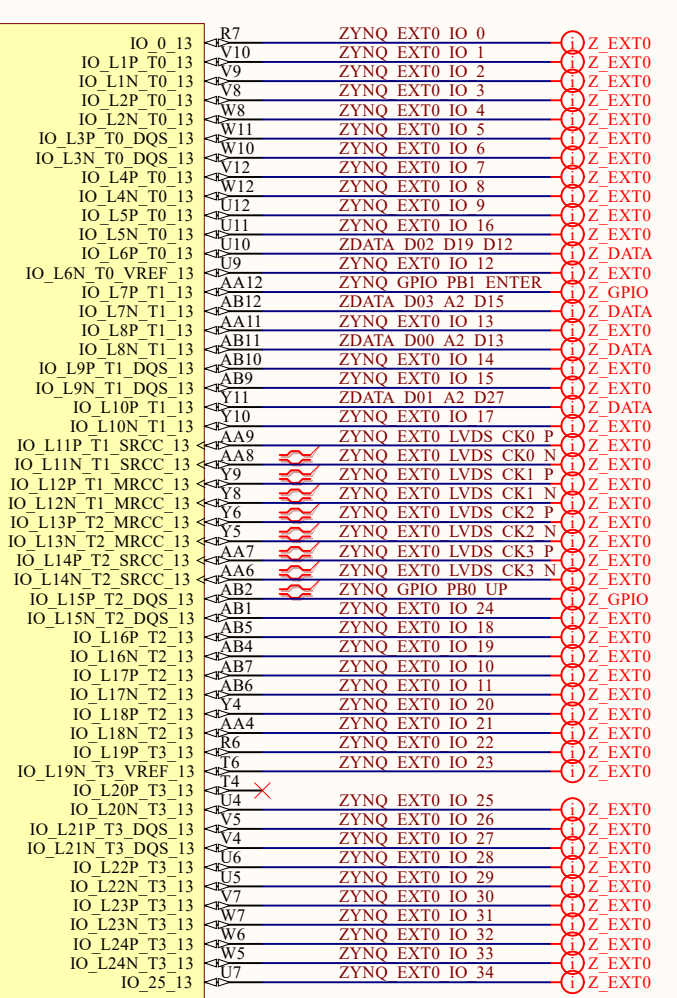 IO_0_13 R7 ZYNQ_EXT0_IO_0 i Z_EXT0
IO_L1P_T0_13 V10 ZYNQ_EXT0_IO_1 i Z_EXT0
IO_L1N_T0_13 V9 ZYNQ_EXT0_IO_2 i Z_EXT0
IO_L2P_T0_13 V8 ZYNQ_EXT0_IO_3 i Z_EXT0
IO_L2N_T0_13 W8 ZYNQ_EXT0_IO_4 i Z_EXT0
IO_L3P_T0_DQS_13 W11 ZYNQ_EXT0_IO_5 i Z_EXT0
IO_L3N_T0_DQS_13 W10 ZYNQ_EXT0_IO_6 i Z_EXT0
IO_L4P_T0_13 V12 ZYNQ_EXT0_IO_7 i Z_EXT0
IO_L4N_T0_13 W12 ZYNQ_EXT0_IO_8 i Z_EXT0
IO_L5P_T0_13 U12 ZYNQ_EXT0_IO_9 i Z_EXT0
IO_L5N_T0_13 U11 ZYNQ_EXT0_IO_16 i Z_EXT0
IO_L6P_T0_13 U10 ZDATA_D02_D19_D12 i Z_DATA
IO_L6N_T0_VREF_13 U9 ZYNQ_EXT0_IO_12 i Z_EXT0
IO_L7P_T1_13 AA12 ZYNQ_GPIO_PB1_ENTER i Z_GPIO
IO_L7N_T1_13 AB12 ZDATA_D03_A2_D15 i Z_DATA
IO_L8P_T1_13 AA11 ZYNQ_EXT0_IO_13 i Z_EXT0
IO_L8N_T1_13 AB11 ZDATA_D00_A2_D13 i Z_DATA
IO_L9P_T1_DQS_13 AB10 ZYNQ_EXT0_IO_14 i Z_EXT0
IO_L9N_T1_DQS_13 AB9 ZYNQ_EXT0_IO_15 i Z_EXT0
IO_L10P_T1_13 Y11 ZDATA_D01_A2_D27 i Z_DATA
IO_L10N_T1_13 Y10 ZYNQ_EXT0_IO_17 i Z_EXT0
IO_L11P_T1_SRCC_13 AA9 ZYNQ_EXT0_LVDS_CK0_P i Z_EXT0
IO_L11N_T1_SRCC_13 AA8 ZYNQ_EXT0_LVDS_CK0_N i Z_EXT0
IO_L12P_T1_MRCC_13 Y9 ZYNQ_EXT0_LVDS_CK1_P i Z_EXT0
IO_L12N_T1_MRCC_13 Y8 ZYNQ_EXT0_LVDS_CK1_N i Z_EXT0
IO_L13P_T2_MRCC_13 Y6 ZYNQ_EXT0_LVDS_CK2_P i Z_EXT0
IO_L13N_T2_MRCC_13 Y5 ZYNQ_EXT0_LVDS_CK2_N i Z_EXT0
IO_L14P_T2_SRCC_13 AA7 ZYNQ_EXT0_LVDS_CK3_P i Z_EXT0
IO_L14N_T2_SRCC_13 AA6 ZYNQ_EXT0_LVDS_CK3_N i Z_EXT0
IO_L15P_T2_DQS_13 AB2 ZYNQ_GPIO_PB0_UP i Z_GPIO
IO_L15N_T2_DQS_13 AB1 ZYNQ_EXT0_IO_24 i Z_EXT0
IO_L16P_T2_13 AB5 ZYNQ_EXT0_IO_18 i Z_EXT0
IO_L16N_T2_13 AB4 ZYNQ_EXT0_IO_19 i Z_EXT0
IO_L17P_T2_13 AB7 ZYNQ_EXT0_IO_10 i Z_EXT0
IO_L17N_T2_13 AB6 ZYNQ_EXT0_IO_11 i Z_EXT0
IO_L18P_T2_13 Y4 ZYNQ_EXT0_IO_20 i Z_EXT0
IO_L18N_T2_13 AA4 ZYNQ_EXT0_IO_21 i Z_EXT0
IO_L19P_T3_13 R6 ZYNQ_EXT0_IO_22 i Z_EXT0
IO_L19N_T3_VREF_13 T6 ZYNQ_EXT0_IO_23 i Z_EXT0
IO_L20P_T3_13 T4
IO_L20N_T3_13 U4 ZYNQ_EXT0_IO_25 i Z_EXT0
IO_L21P_T3_DQS_13 V5 ZYNQ_EXT0_IO_26 i Z_EXT0
IO_L21N_T3_DQS_13 V4 ZYNQ_EXT0_IO_27 i Z_EXT0
IO_L22P_T3_13 U6 ZYNQ_EXT0_IO_28 i Z_EXT0
IO_L22N_T3_13 U5 ZYNQ_EXT0_IO_29 i Z_EXT0
IO_L23P_T3_13 V7 ZYNQ_EXT0_IO_30 i Z_EXT0
IO_L23N_T3_13 W7 ZYNQ_EXT0_IO_31 i Z_EXT0
IO_L24P_T3_13 W6 ZYNQ_EXT0_IO_32 i Z_EXT0
IO_L24N_T3_13 W5 ZYNQ_EXT0_IO_33 i Z_EXT0
IO_25_13 U7 ZYNQ_EXT0_IO_34 i Z_EXT0